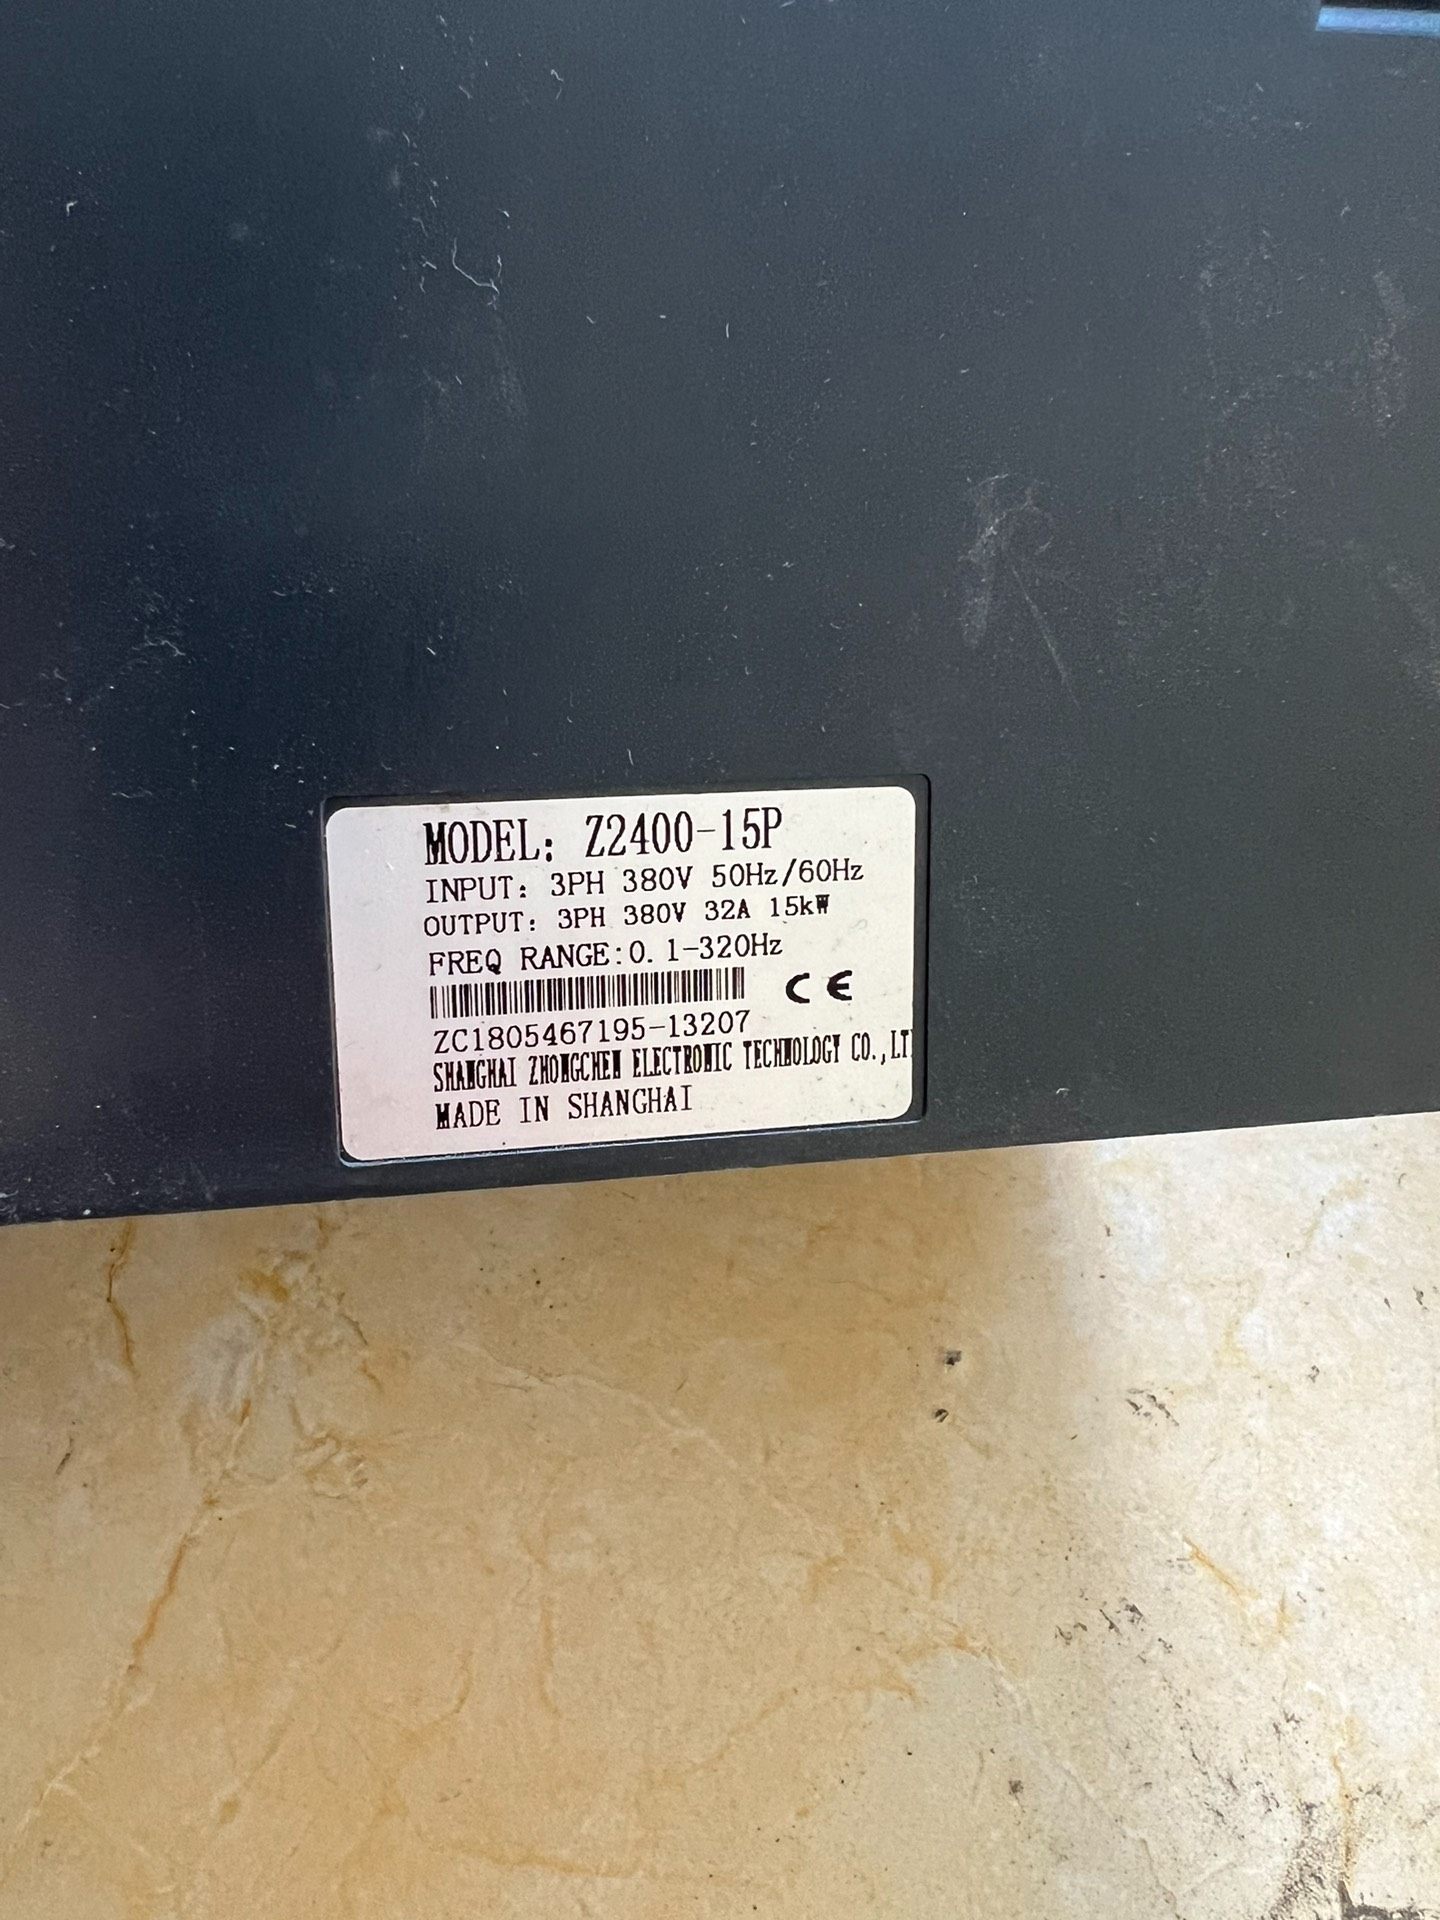 MODEL: Z2400-15P
INPUT: 3PH 380V 50Hz/60Hz
OUTPUT: 3PH 380V 32A 15kW
FREQ RANGE:0.1-320Hz
CE
ZC1805467195-13207
SHANGHAI ZHONGCHEN ELECTRONIC TECHNOLOGY CO.,LT
MADE IN SHANGHAI